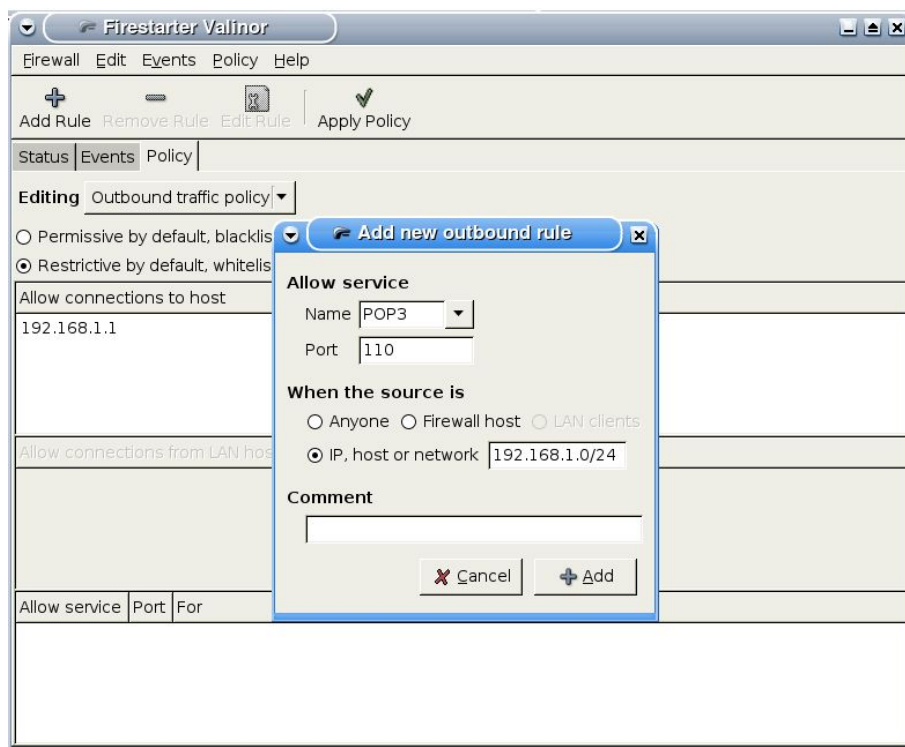 Firestarter Valinor
Firewall Edit Events Policy Help
Add Rule Remove Rule Edit Rule Apply Policy
Status Events Policy
Editing Outbound traffic policy
Permissive by default,
Restrictive by default,
Allow connections to host
192.168.1.1
Allow connections from LAN
Allow service Port For
Add new outbound rule
Allow service
Name POP3
Port 110
When the source is
Anyone Firewall host LAN clients
IP, host or network 192.168.1.0/24
Comment
Cancel Add